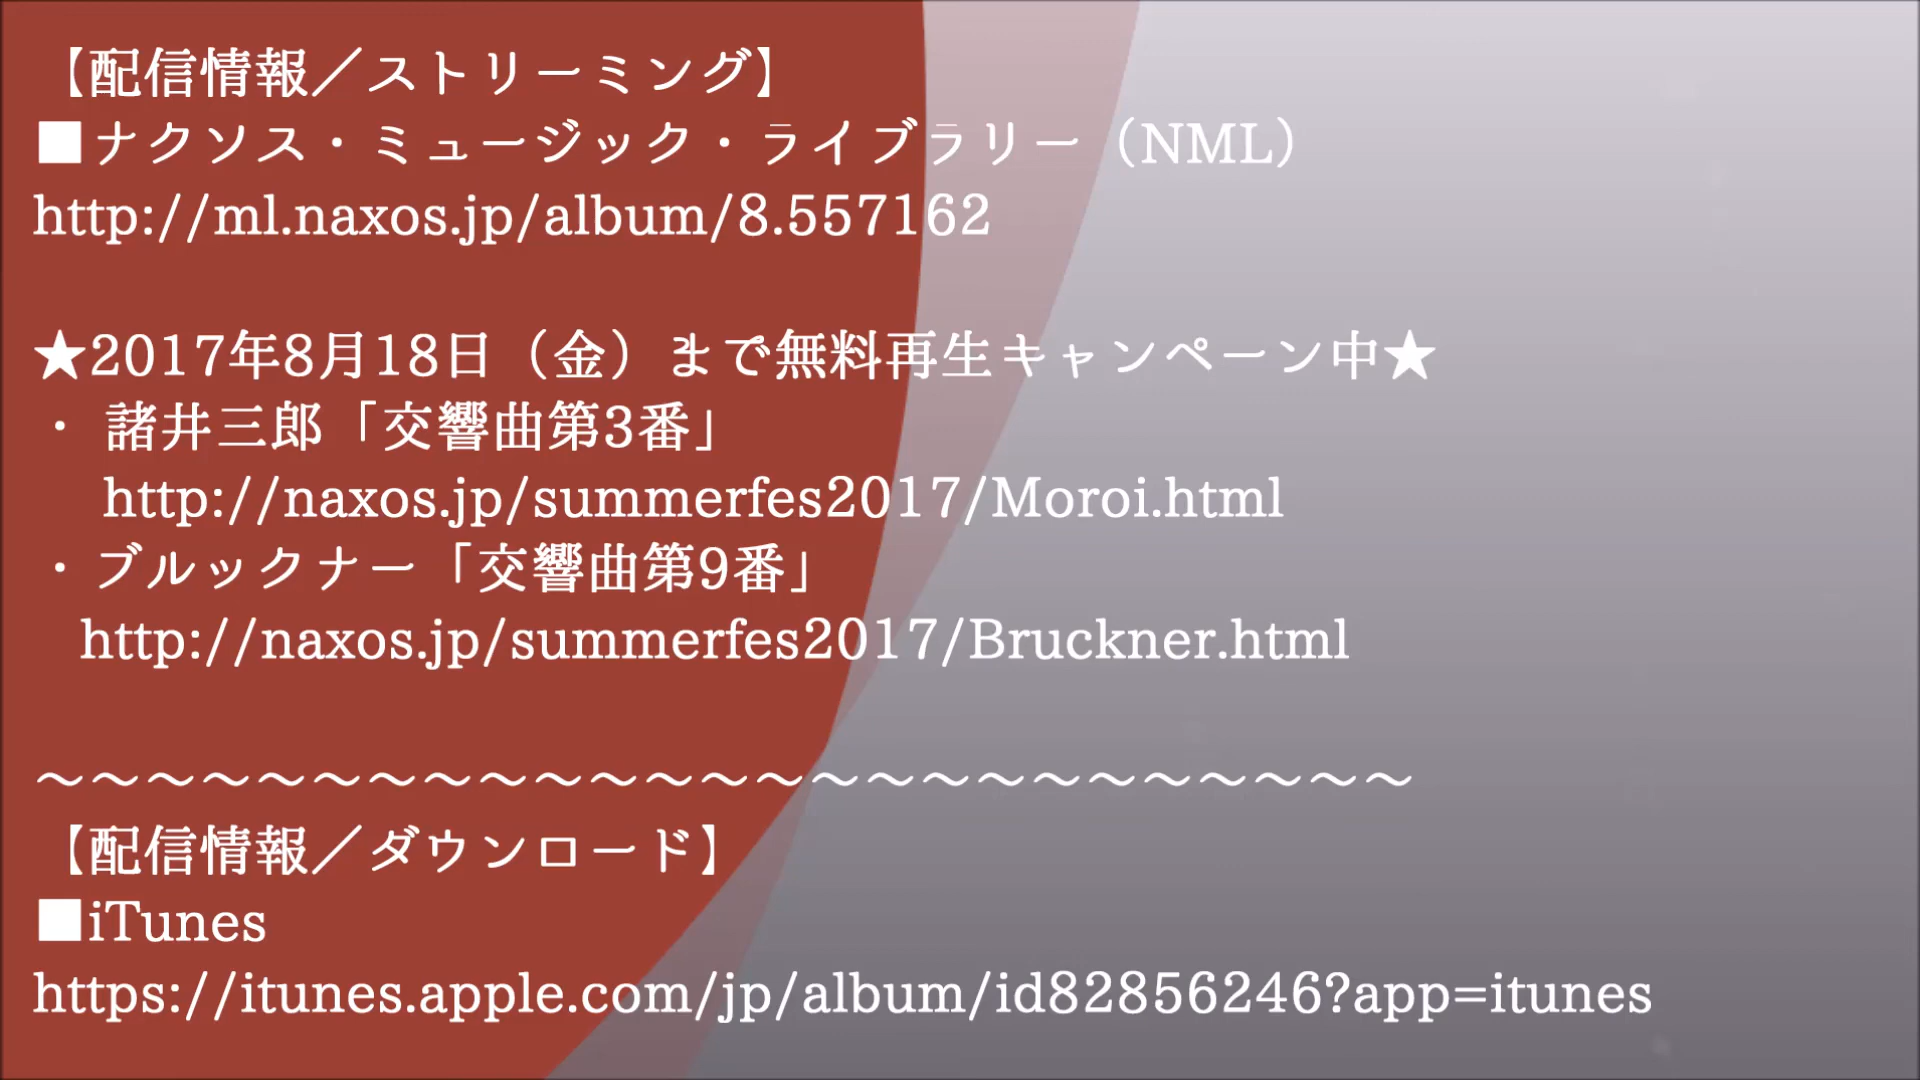 【配信情報／ストリーミング】
■ナクソス・ミュージック・ライブラリー（NML）
http://ml.naxos.jp/album/8.557162
★2017年8月18日（金）まで無料再生キャンペーン中★
・ 諸井三郎「交響曲第3番」
http://naxos.jp/summerfes2017/Moroi.html
・ブルックナー「交響曲第9番」
http://naxos.jp/summerfes2017/Bruckner.html
～～～～～～～～～～～～～～～～～～～～～～～～～
【配信情報／ダウンロード】
■iTunes
https://itunes.apple.com/jp/album/id82856246?app=itunes